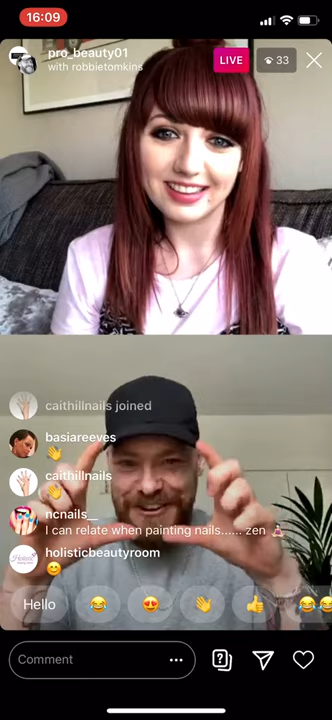 16:09
pro_beauty01
with robbietomkins
LIVE
33
caithillnails joined
basiareeves
👋
caithillnails
👋
ncnails__
I can relate when painting nails...... zen 🧘
holisticbeautyroom
😊
Hello 😂 😍 👋 👍 😂😂
Comment